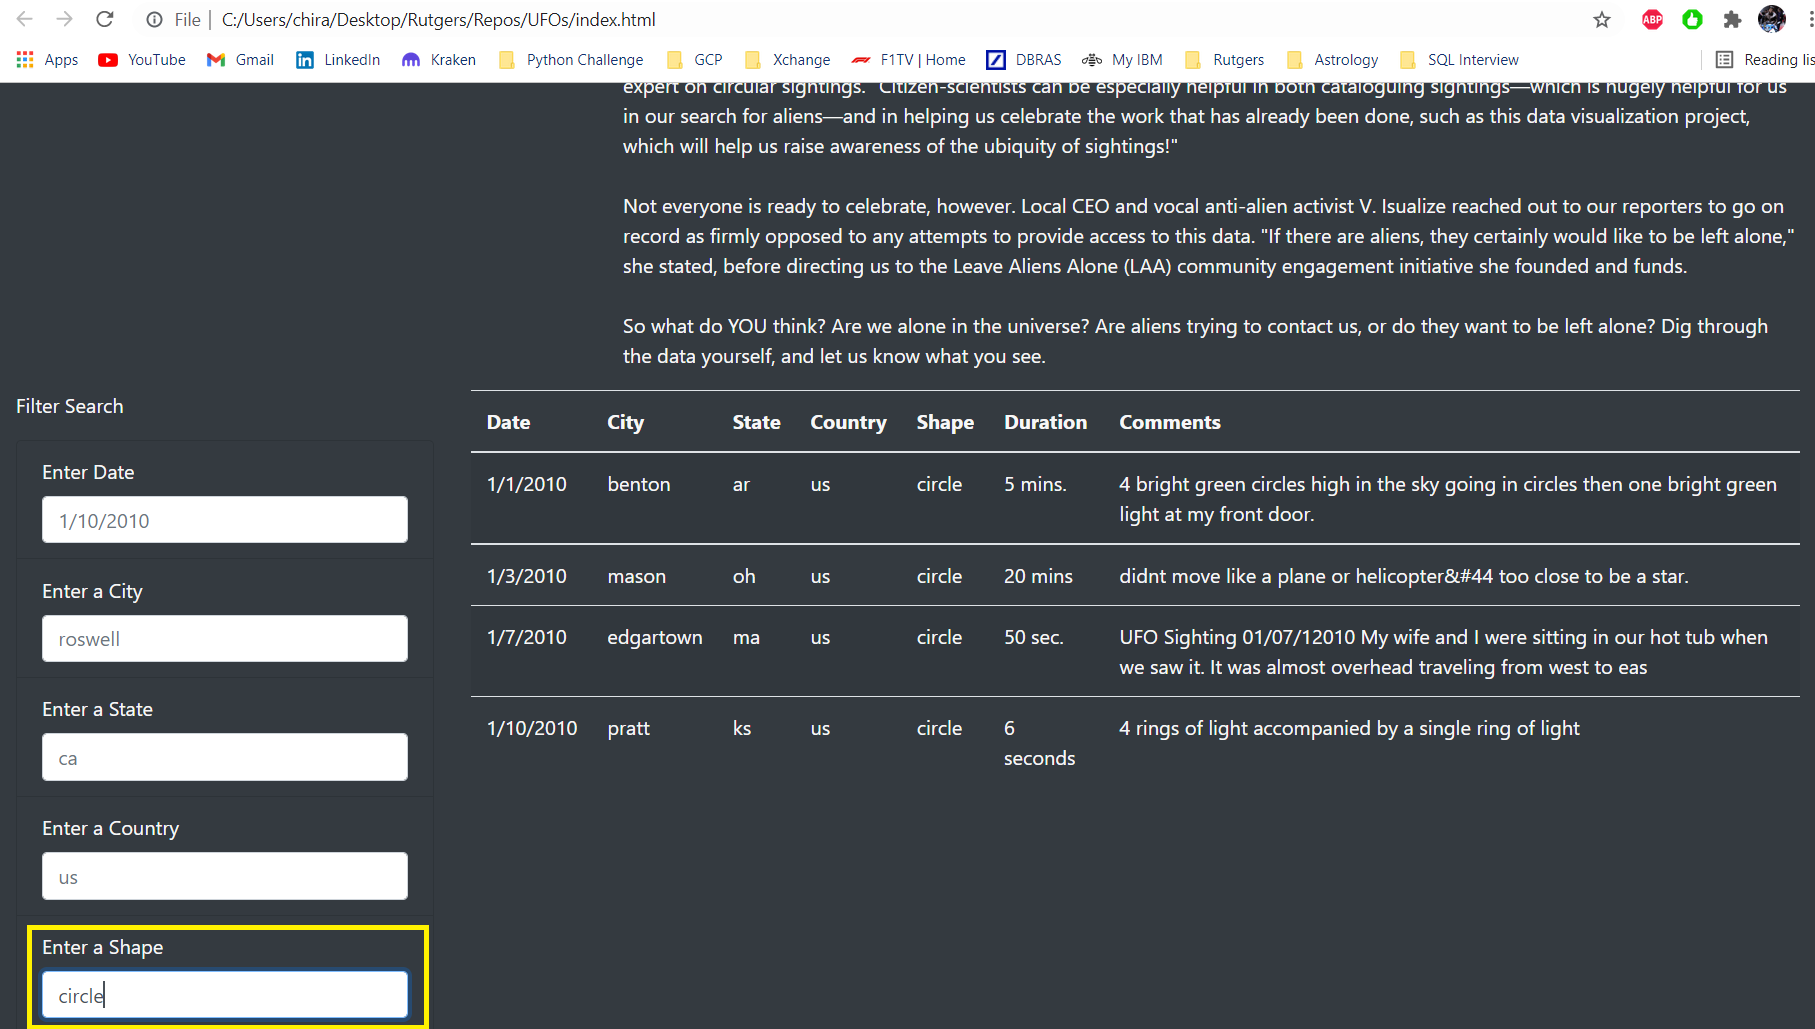 File | C:/Users/chira/Desktop/Rutgers/Repos/UFOs/index.html
ABP
Apps YouTube Gmail LinkedIn Kraken Python Challenge GCP Xchange F1TV | Home DBRAS My IBM Rutgers Astrology SQL Interview Reading lis
expert on circular sightings. "Citizen-scientists can be especially helpful in both cataloguing sightings—which is hugely helpful for us
in our search for aliens—and in helping us celebrate the work that has already been done, such as this data visualization project,
which will help us raise awareness of the ubiquity of sightings!"
Not everyone is ready to celebrate, however. Local CEO and vocal anti-alien activist V. Isualize reached out to our reporters to go on
record as firmly opposed to any attempts to provide access to this data. "If there are aliens, they certainly would like to be left alone,"
she stated, before directing us to the Leave Aliens Alone (LAA) community engagement initiative she founded and funds.
So what do YOU think? Are we alone in the universe? Are aliens trying to contact us, or do they want to be left alone? Dig through
the data yourself, and let us know what you see.
Filter Search
Enter Date
1/10/2010
Enter a City
roswell
Enter a State
ca
Enter a Country
us
Enter a Shape
circle
Date City State Country Shape Duration Comments
1/1/2010 benton ar us circle 5 mins. 4 bright green circles high in the sky going in circles then one bright green
light at my front door.
1/3/2010 mason oh us circle 20 mins didnt move like a plane or helicopter&#44 too close to be a star.
1/7/2010 edgartown ma us circle 50 sec. UFO Sighting 01/07/12010 My wife and I were sitting in our hot tub when
we saw it. It was almost overhead traveling from west to eas
1/10/2010 pratt ks us circle 6 4 rings of light accompanied by a single ring of light
seconds